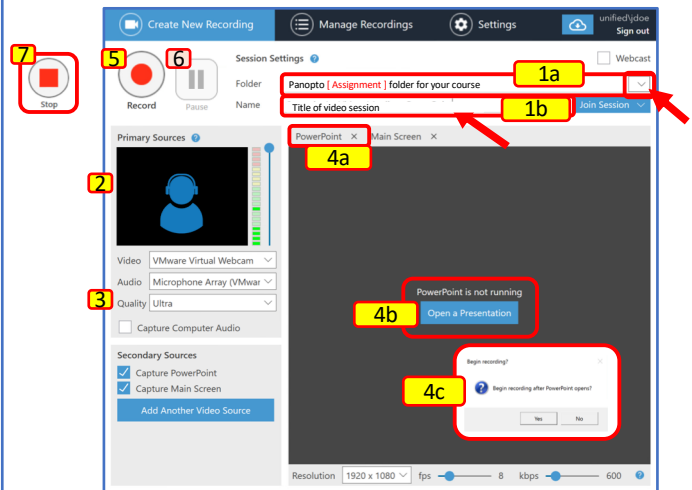 Create New Recording
Manage Recordings
Settings
unified\jdoe
Sign out
7
Stop
5
Record
6
Pause
Session Settings ?
Webcast
Folder
Panopto [ Assignment ] folder for your course
1a
Name
Title of video session
1b
Join Session
Primary Sources ?
PowerPoint ×
Main Screen ×
4a
2
Video VMware Virtual Webcam
Audio Microphone Array (VMwar
3
Quality Ultra
Capture Computer Audio
PowerPoint is not running
4b
Open a Presentation
Secondary Sources
Capture PowerPoint
Capture Main Screen
Add Another Video Source
Begin recording?
4c
? Begin recording after PowerPoint opens?
Yes No
Resolution 1920 x 1080 fps 8 kbps 600 ?